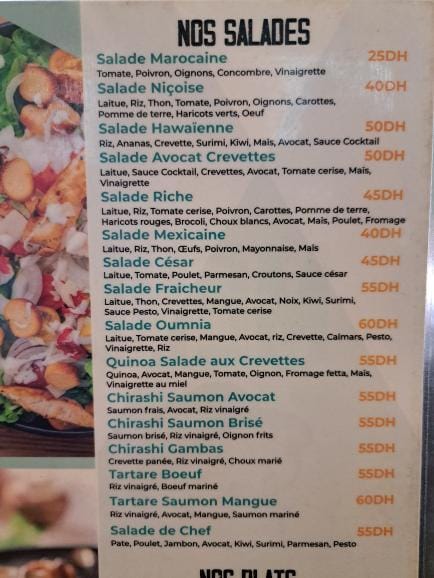 NOS SALADES
Salade Marocaine 25DH
Tomate, Poivron, Oignons, Concombre, Vinaigrette
Salade Niçoise 40DH
Laitue, Riz, Thon, Tomate, Poivron, Oignons, Carottes,
Pomme de terre, Haricots verts, Oeuf
Salade Hawaïenne 50DH
Riz, Ananas, Crevette, Surimi, Kiwi, Maïs, Avocat, Sauce Cocktail
Salade Avocat Crevettes 50DH
Laitue, Sauce Cocktail, Crevettes, Avocat, Tomate cerise, Maïs,
Vinaigrette
Salade Riche 45DH
Laitue, Riz, Tomate cerise, Poivron, Carottes, Pomme de terre,
Haricots rouges, Brocoli, Choux blancs, Avocat, Maïs, Poulet, Fromage
Salade Mexicaine 40DH
Laitue, Riz, Thon, Œufs, Poivron, Mayonnaise, Maïs
Salade César 45DH
Laitue, Tomate, Poulet, Parmesan, Croutons, Sauce césar
Salade Fraicheur 55DH
Laitue, Thon, Crevettes, Mangue, Avocat, Noix, Kiwi, Surimi,
Sauce Pesto, Vinaigrette, Tomate cerise
Salade Oumnia 60DH
Laitue, Tomate cerise, Mangue, Avocat, riz, Crevette, Calmars, Pesto,
Vinaigrette, Riz
Quinoa Salade aux Crevettes 55DH
Quinoa, Avocat, Mangue, Tomate, Oignon, Fromage fetta, Maïs,
Vinaigrette au miel
Chirashi Saumon Avocat 55DH
Saumon frais, Avocat, Riz vinaigré
Chirashi Saumon Brisé 55DH
Saumon brisé, Riz vinaigré, Oignon frits
Chirashi Gambas 55DH
Crevette panée, Riz vinaigré, Choux marié
Tartare Boeuf 55DH
Riz vinaigré, Boeuf mariné
Tartare Saumon Mangue 60DH
Riz vinaigré, Avocat, Mangue, Saumon mariné
Salade de Chef 55DH
Pate, Poulet, Jambon, Avocat, Kiwi, Surimi, Parmesan, Pesto
NOS PLATS